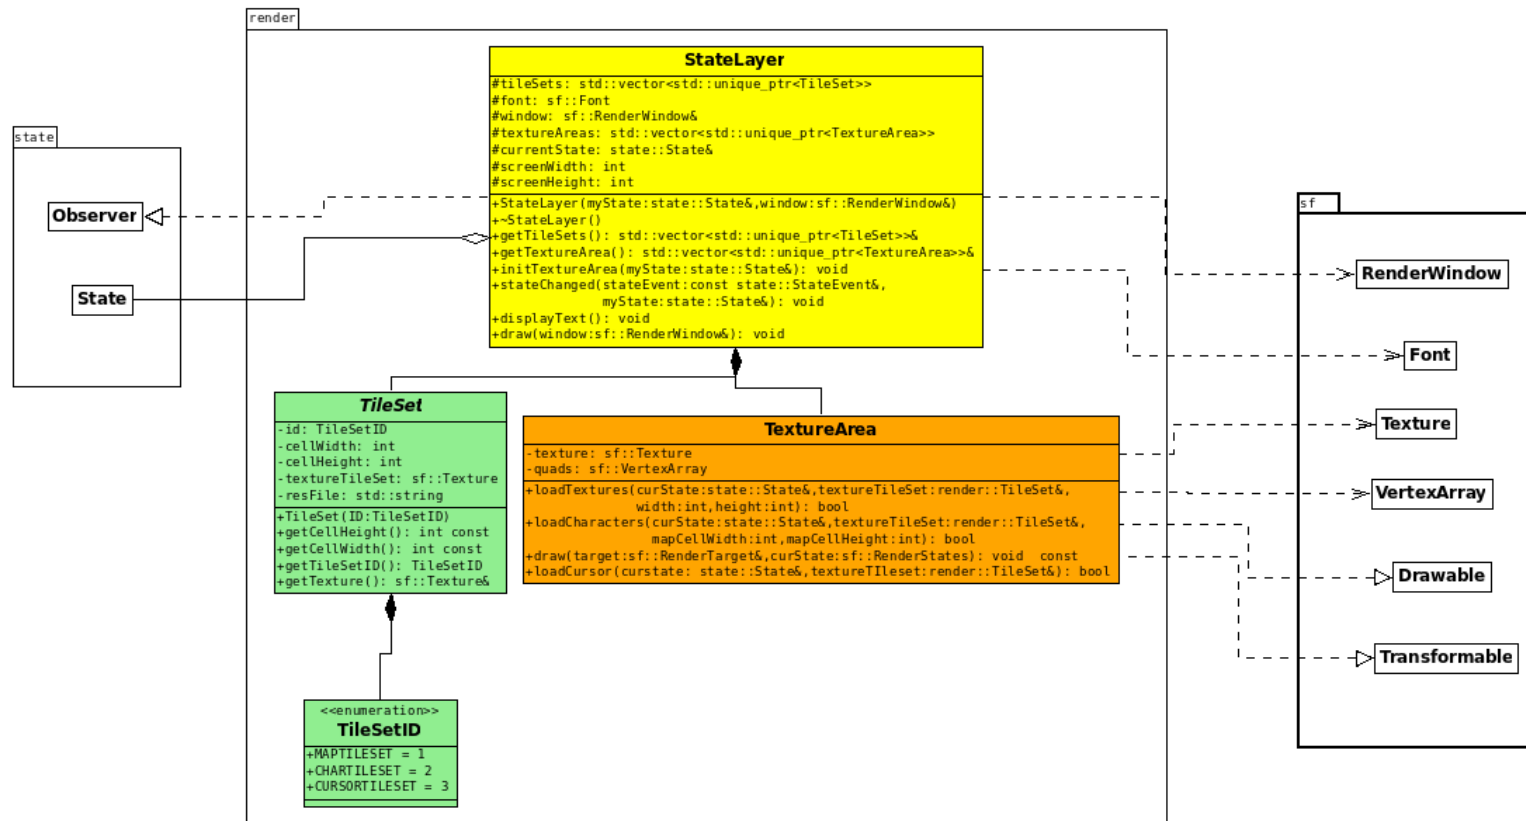 render
StateLayer
#tileSets: std::vector<std::unique_ptr<TileSet>>
#font: sf::Font
#window: sf::RenderWindow&
#textureAreas: std::vector<std::unique_ptr<TextureArea>>
#currentState: state::State&
#screenWidth: int
#screenHeight: int
+StateLayer(myState:state::State&,window:sf::RenderWindow&)
+~StateLayer()
+getTileSets(): std::vector<std::unique_ptr<TileSet>>&
+getTextureArea(): std::vector<std::unique_ptr<TextureArea>>&
+initTextureArea(myState:state::State&): void
+stateChanged(stateEvent:const state::StateEvent&,
myState:state::State&): void
+displayText(): void
+draw(window:sf::RenderWindow&): void
state
Observer
State
TileSet
-id: TileSetID
-cellWidth: int
-cellHeight: int
-textureTileSet: sf::Texture
-resFile: std::string
+TileSet(ID:TileSetID)
+getCellHeight(): int const
+getCellWidth(): int const
+getTileSetID(): TileSetID
+getTexture(): sf::Texture&
TextureArea
-texture: sf::Texture
-quads: sf::VertexArray
+loadTextures(curState:state::State&,textureTileSet:render::TileSet&,
width:int,height:int): bool
+loadCharacters(curState:state::State&,textureTileSet:render::TileSet&,
mapCellWidth:int,mapCellHeight:int): bool
+draw(target:sf::RenderTarget&,curState:sf::RenderStates): void  const
+loadCursor(curstate: state::State&,textureTIleset:render::TileSet&): bool
<<enumeration>>
TileSetID
+MAPTILESET = 1
+CHARTILESET = 2
+CURSORTILESET = 3
sf
RenderWindow
Font
Texture
VertexArray
Drawable
Transformable